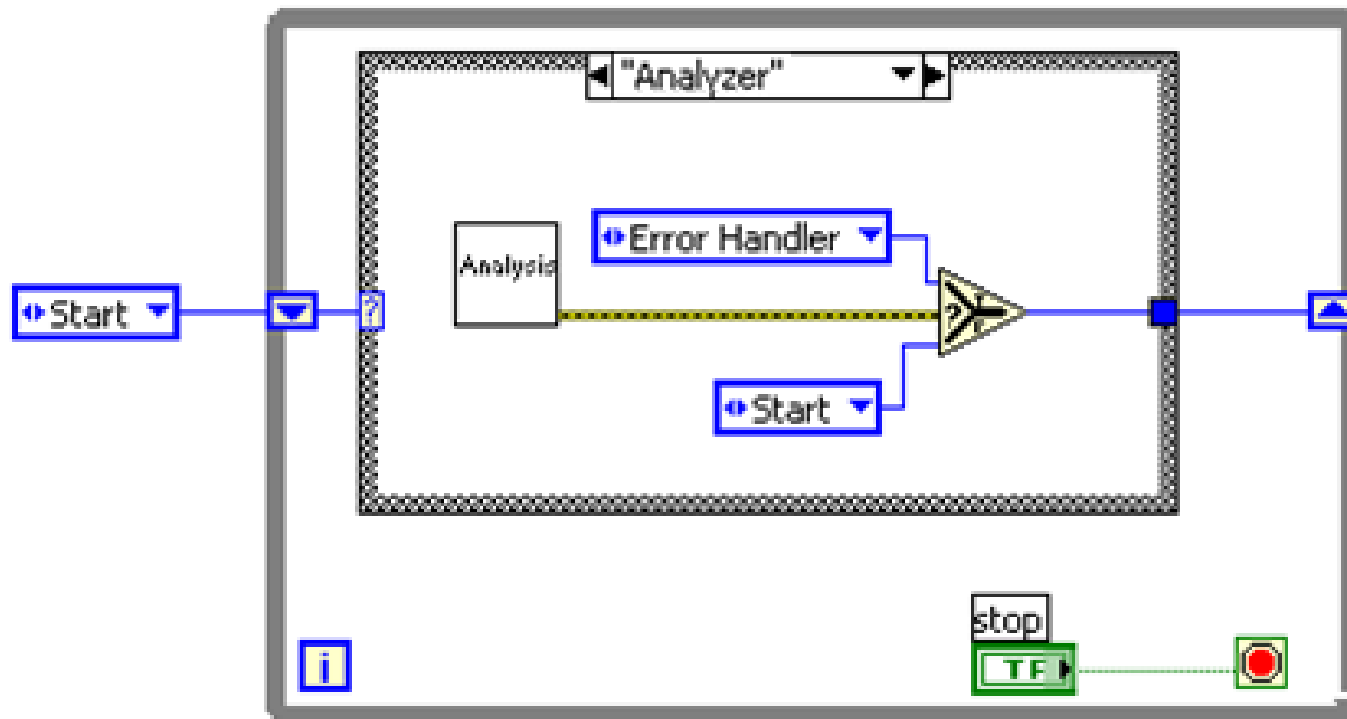 "Analyzer"
Error Handler
Analysis
?
Start
?
Start
stop
i
TF